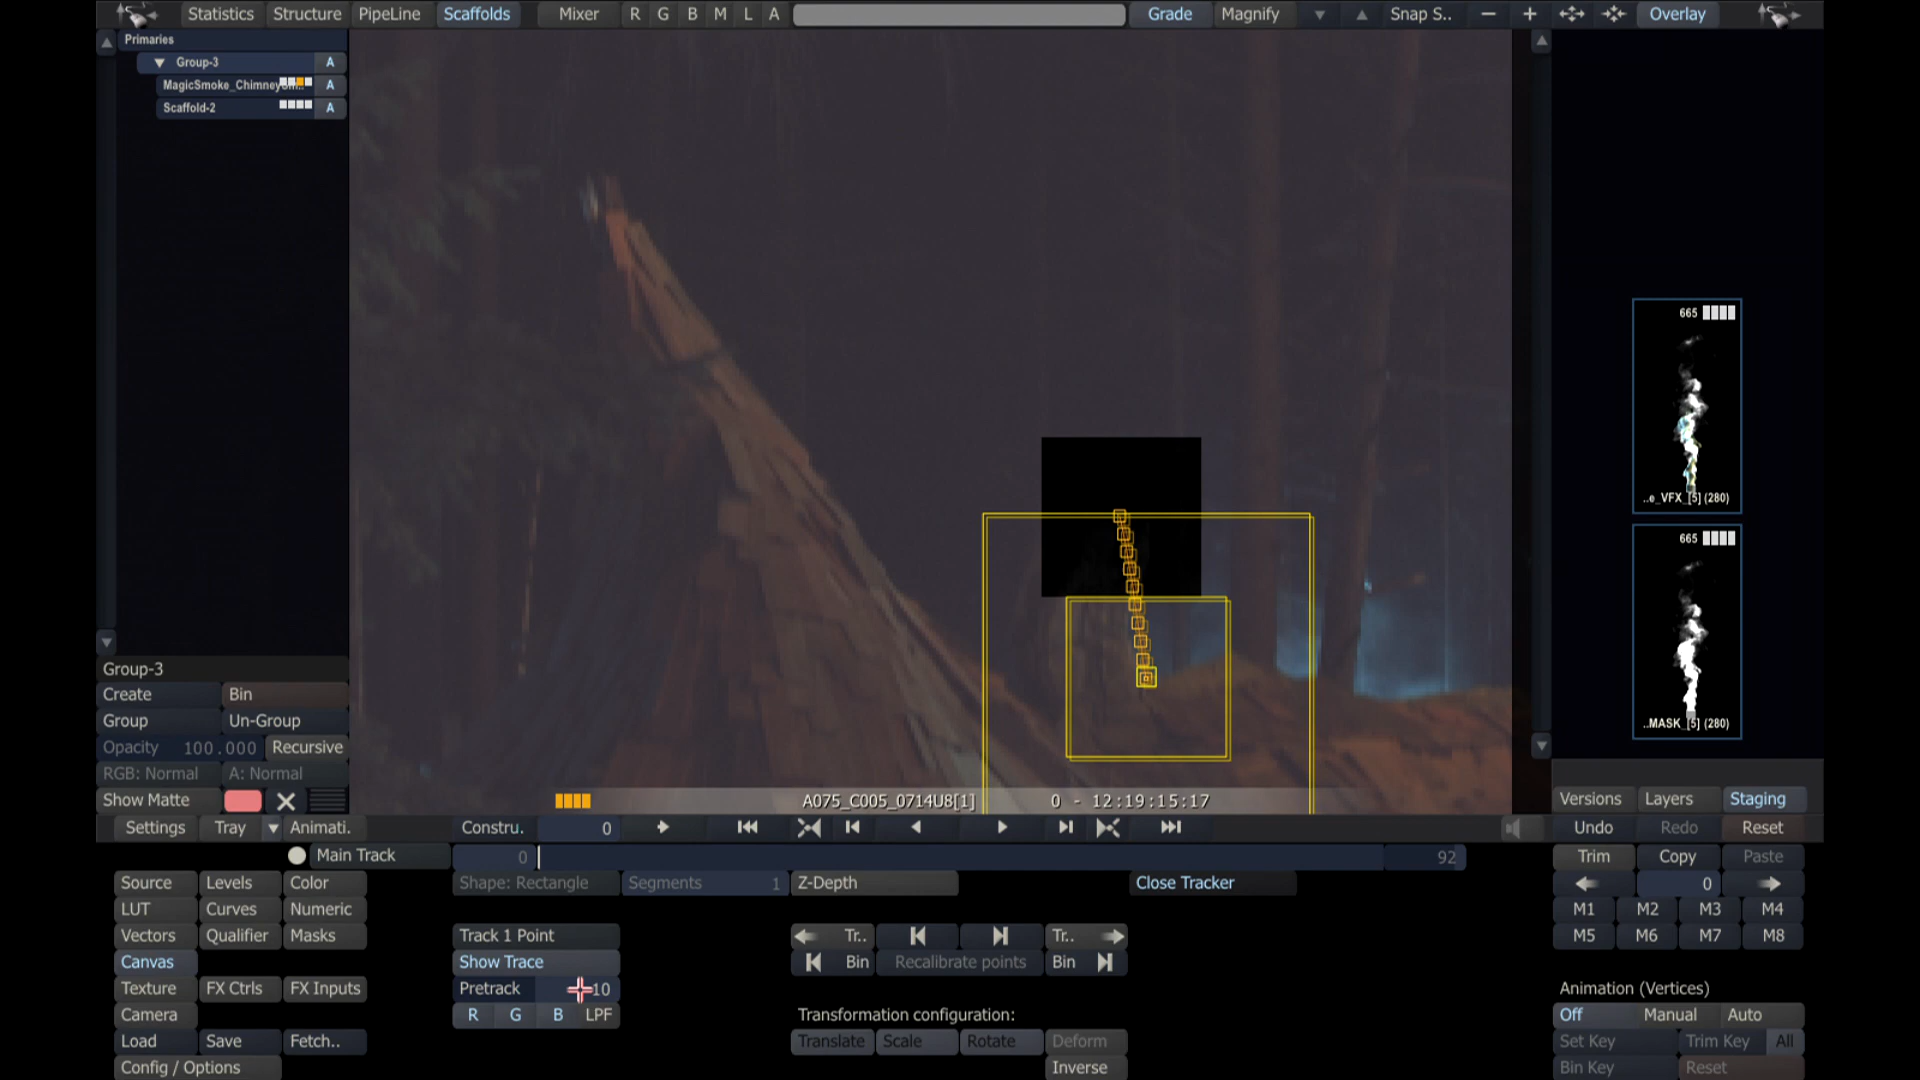 Statistics Structure PipeLine Scaffolds Mixer R G B M L A Grade Magnify Snap S.. Overlay
Primaries
Group-3 A
MagicSmoke_Chimney A
Scaffold-2 A
665
..e_VFX_[5] (280)
665
..MASK_[5] (280)
Group-3
Create Bin
Group Un-Group
Opacity 100.000 Recursive
RGB: Normal A: Normal
Show Matte
A075_C005_0714U8[1] 0 - 12:19:15:17
Versions Layers Staging
Settings Tray Animati. Constru. 0
Undo Redo Reset
Main Track 0 92
Trim Copy Paste
Source Levels Color
Shape: Rectangle Segments 1 Z-Depth Close Tracker
0
LUT Curves Numeric
M1 M2 M3 M4
Vectors Qualifier Masks
Track 1 Point Tr.. Tr..
M5 M6 M7 M8
Canvas
Show Trace Bin Recalibrate points Bin
Texture FX Ctrls FX Inputs
Pretrack 10
Animation (Vertices)
Camera
R G B LPF
Transformation configuration:
Off Manual Auto
Load Save Fetch..
Translate Scale Rotate Deform
Set Key Trim Key All
Config / Options
Inverse
Bin Key Reset